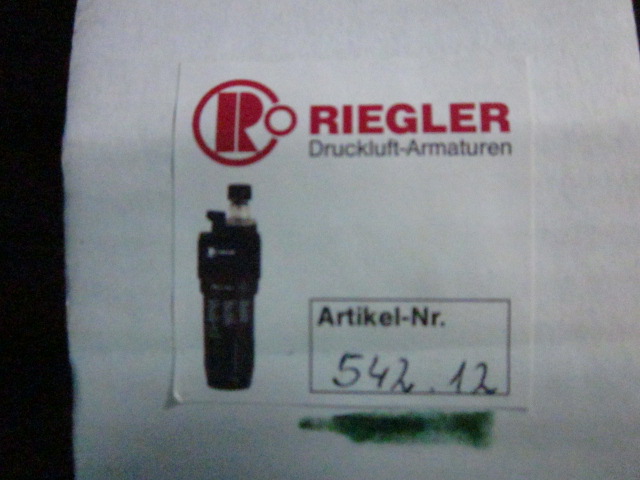 RIEGLER
Druckluft-Armaturen
Artikel-Nr.
542.12